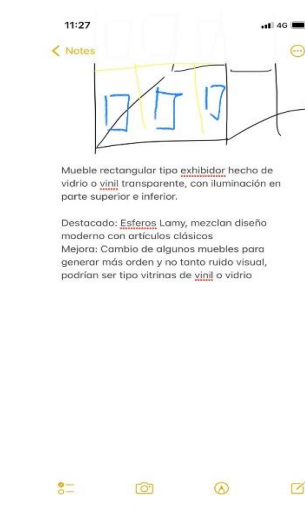 11:27
4G
Notes
Mueble rectangular tipo exhibidor hecho de
vidrio o vinil transparente, con iluminación en
parte superior e inferior.
Destacado: Esferos Lamy, mezclan diseño
moderno con artículos clásicos
Mejora: Cambio de algunos muebles para
generar más orden y no tanto ruido visual,
podrían ser tipo vitrinas de vinil o vidrio